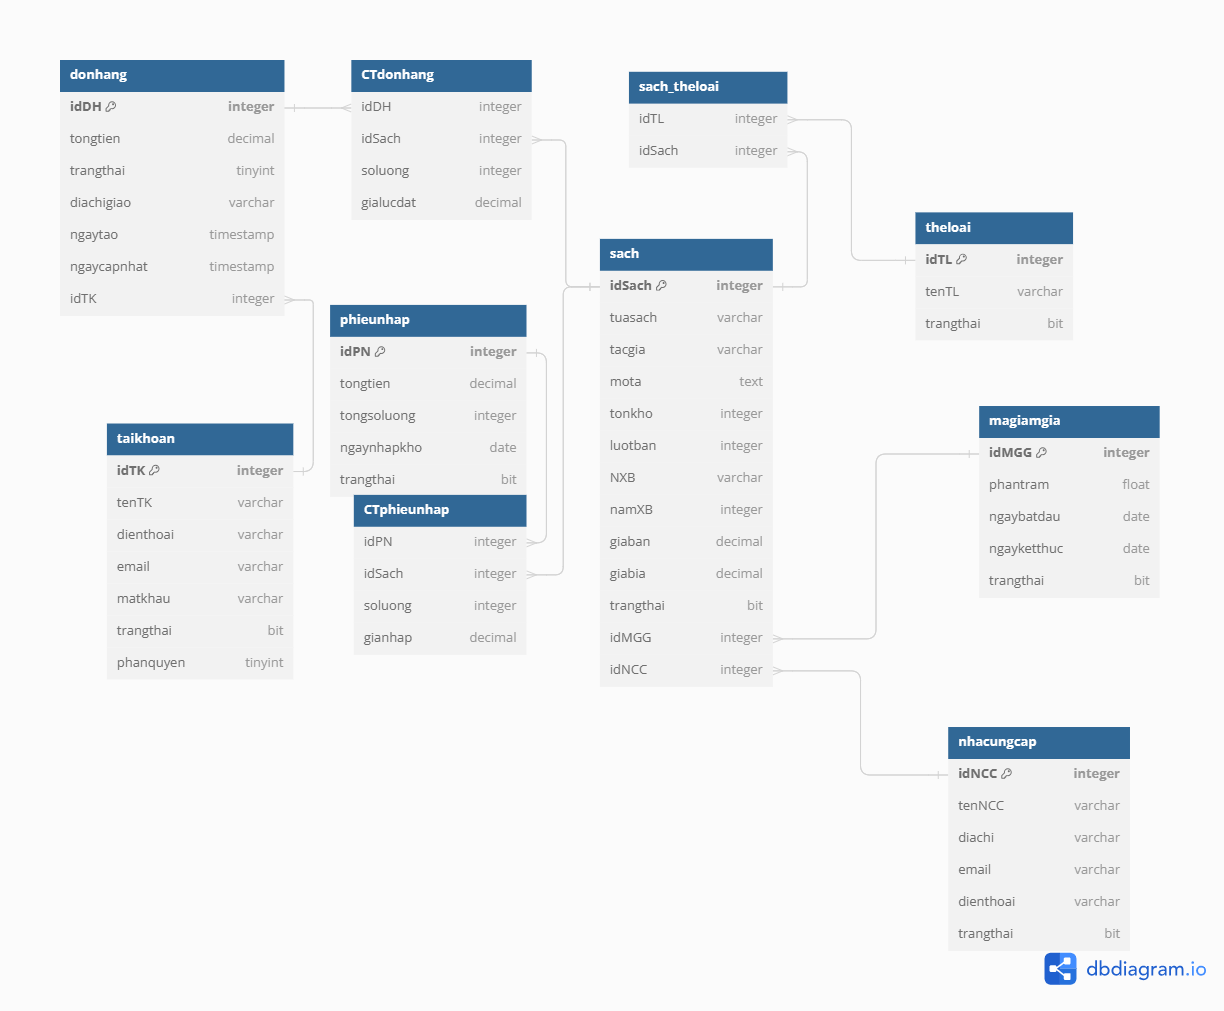 donhang
idDH integer
tongtien decimal
trangthai tinyint
diachigiao varchar
ngaytao timestamp
ngaycapnhat timestamp
idTK integer
CTdonhang
idDH integer
idSach integer
soluong integer
gialucdat decimal
sach_theloai
idTL integer
idSach integer
theloai
idTL integer
tenTL varchar
trangthai bit
sach
idSach integer
tuasach varchar
tacgia varchar
mota text
tonkho integer
luotban integer
NXB varchar
namXB integer
giaban decimal
giabia decimal
trangthai bit
idMGG integer
idNCC integer
phieunhap
idPN integer
tongtien decimal
tongsoluong integer
ngaynhapkho date
trangthai bit
CTphieunhap
idPN integer
idSach integer
soluong integer
gianhap decimal
taikhoan
idTK integer
tenTK varchar
dienthoai varchar
email varchar
matkhau varchar
trangthai bit
phanquyen tinyint
magiamgia
idMGG integer
phantram float
ngaybatdau date
ngayketthuc date
trangthai bit
nhacungcap
idNCC integer
tenNCC varchar
diachi varchar
email varchar
dienthoai varchar
trangthai bit
dbdiagram.io